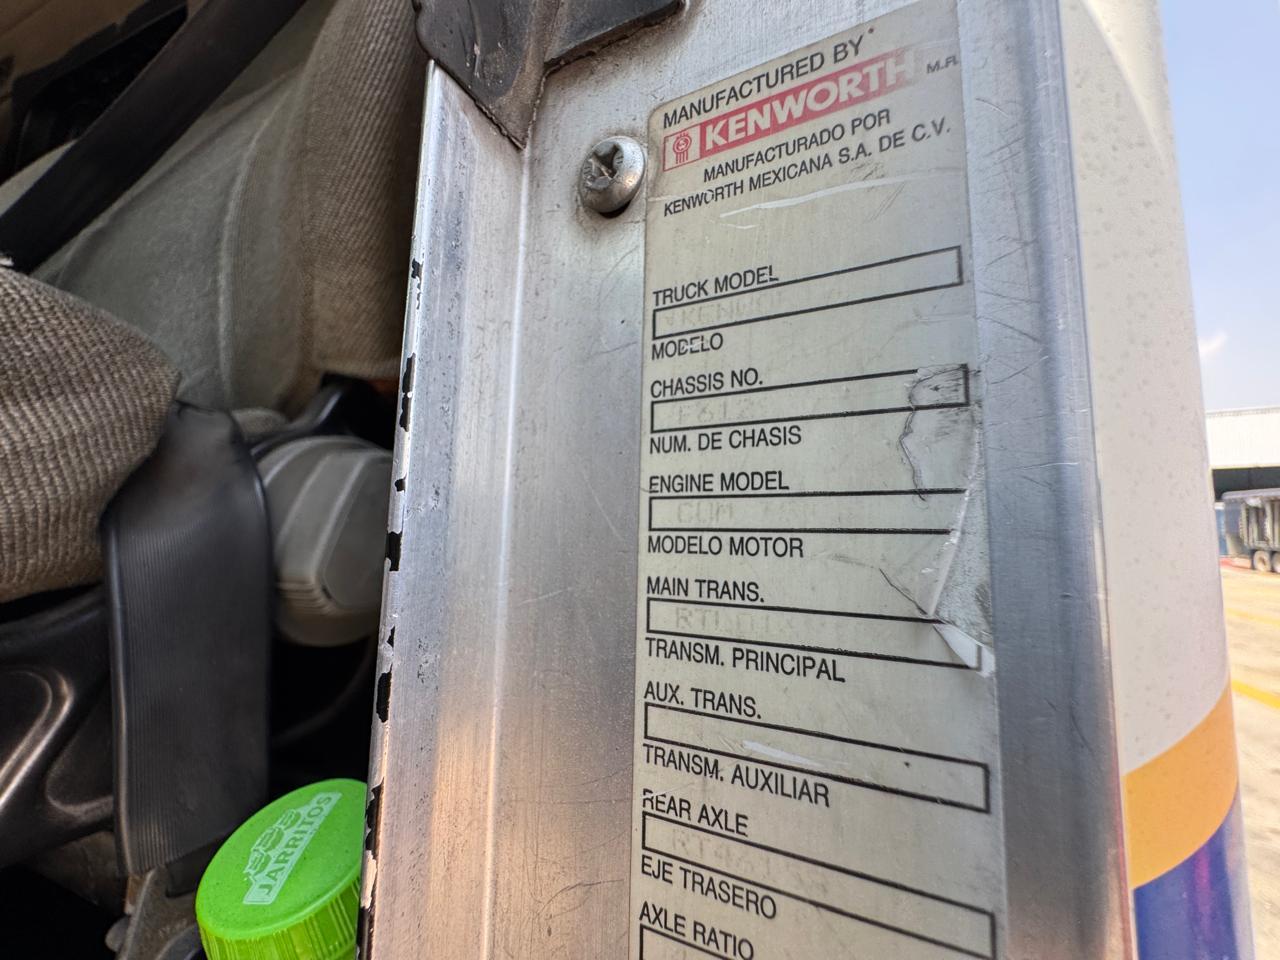 MANUFACTURED BY
KENWORTH M.R.
MANUFACTURADO POR
KENWORTH MEXICANA S.A. DE C.V.
TRUCK MODEL
MODELO
CHASSIS NO.
NUM. DE CHASIS
ENGINE MODEL
CUM
MODELO MOTOR
MAIN TRANS.
TRANSM. PRINCIPAL
AUX. TRANS.
TRANSM. AUXILIAR
REAR AXLE
EJE TRASERO
AXLE RATIO
JARRITOS